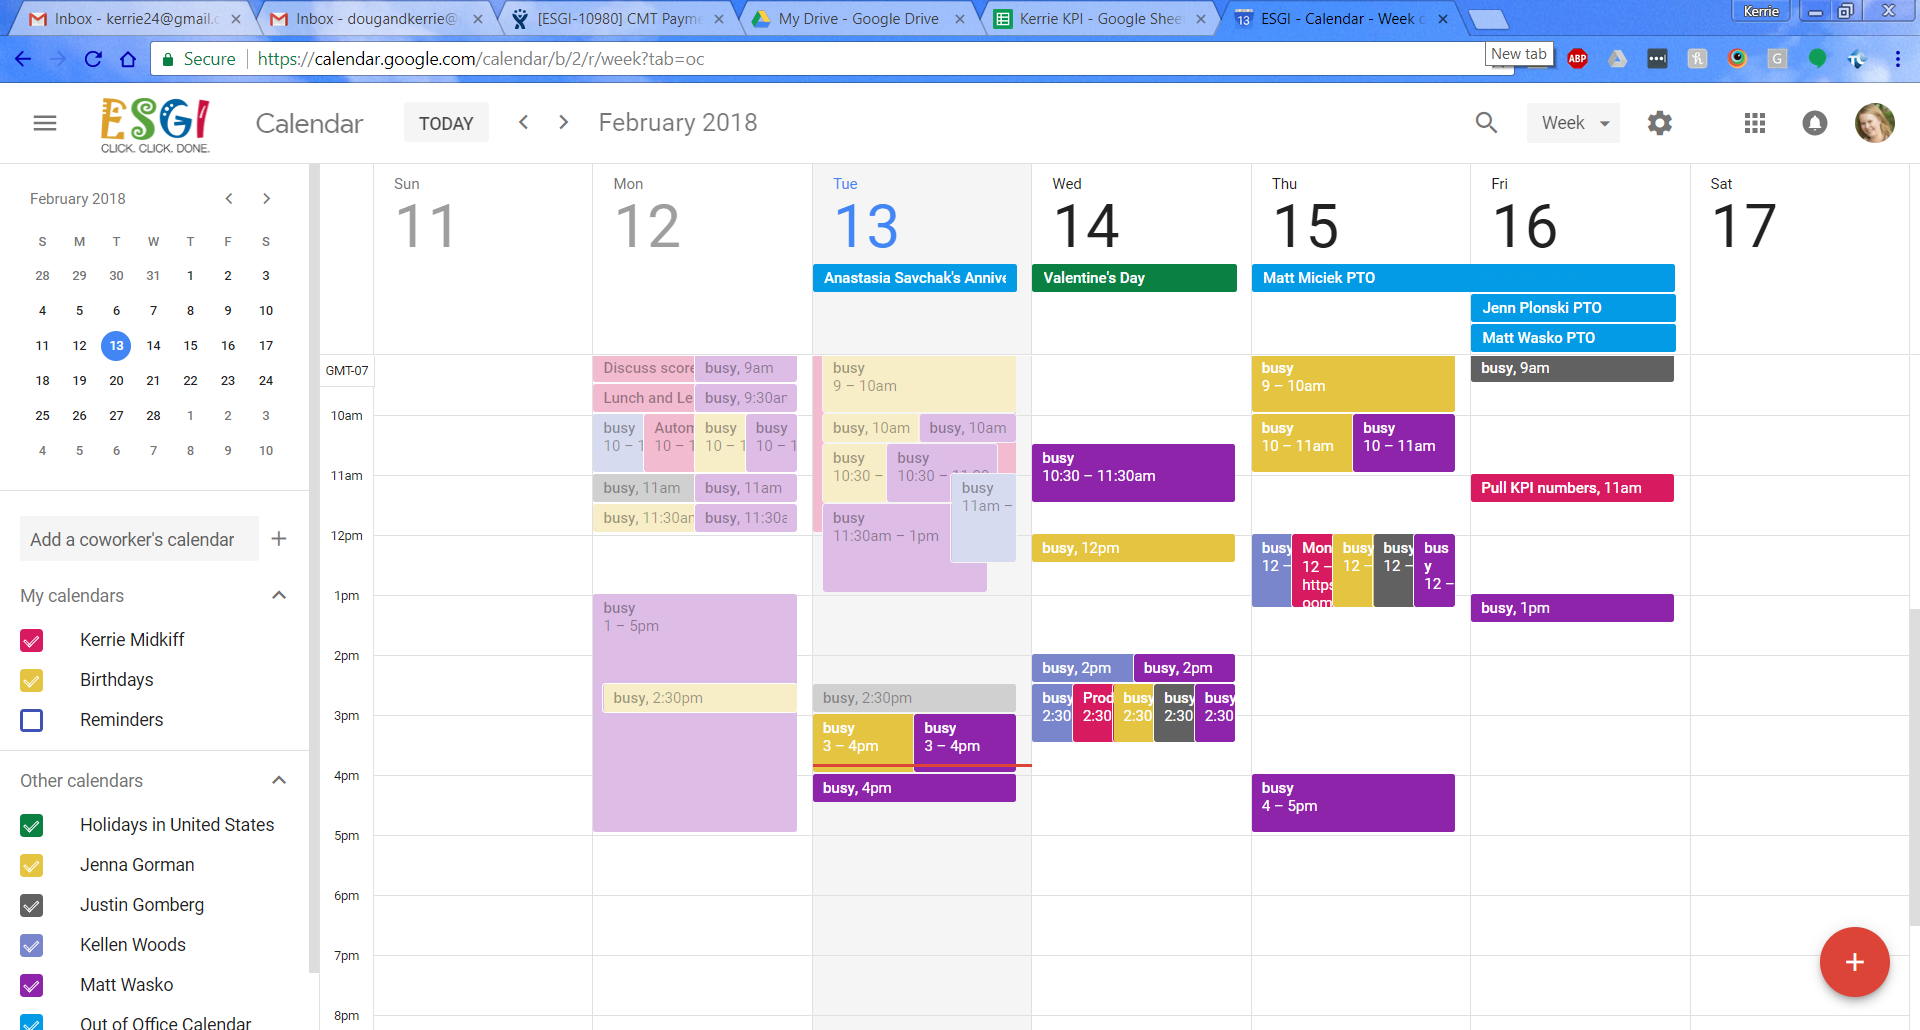 Inbox - kerrie24@gmail.c
Inbox - dougandkerrie@
[ESGI-10980] CMT Payme
My Drive - Google Drive
Kerrie KPI - Google Shee
13 ESGI - Calendar - Week o
Kerrie
Secure
https://calendar.google.com/calendar/b/2/r/week?tab=oc
New tab
ABP
G
ESGI
CLICK. CLICK. DONE.
Calendar
TODAY
February 2018
Week
February 2018
S M T W T F S
28 29 30 31 1 2 3
4 5 6 7 8 9 10
11 12 13 14 15 16 17
18 19 20 21 22 23 24
25 26 27 28 1 2 3
4 5 6 7 8 9 10
Add a coworker's calendar
My calendars
Kerrie Midkiff
Birthdays
Reminders
Other calendars
Holidays in United States
Jenna Gorman
Justin Gomberg
Kellen Woods
Matt Wasko
Out of Office Calendar
Sun Mon Tue Wed Thu Fri Sat
11 12 13 14 15 16 17
Anastasia Savchak's Annive
Valentine's Day
Matt Miciek PTO
Jenn Plonski PTO
Matt Wasko PTO
GMT-07
10am
11am
12pm
1pm
2pm
3pm
4pm
5pm
6pm
7pm
8pm
Discuss score
busy, 9am
Lunch and Le
busy, 9:30ar
busy
10 – 1
Autom
10 – 1
busy
10 – 1
busy
10 – 1
busy, 11am
busy, 11am
busy, 11:30ar
busy, 11:30a
busy
1 – 5pm
busy, 2:30pm
busy
9 – 10am
busy, 10am
busy, 10am
busy
10:30 –
busy
10:30 – 11:30
busy
11am –
busy
11:30am – 1pm
busy, 2:30pm
busy
3 – 4pm
busy
3 – 4pm
busy, 4pm
busy
10:30 – 11:30am
busy, 12pm
busy, 2pm
busy, 2pm
busy
2:30
Prod
2:30
busy
2:30
busy
2:30
busy
2:30
busy
9 – 10am
busy
10 – 11am
busy
10 – 11am
busy
12 –
Mon
12 –
https
oom
busy
12 –
busy
12 –
bus
y
12 –
busy
4 – 5pm
busy, 9am
Pull KPI numbers, 11am
busy, 1pm